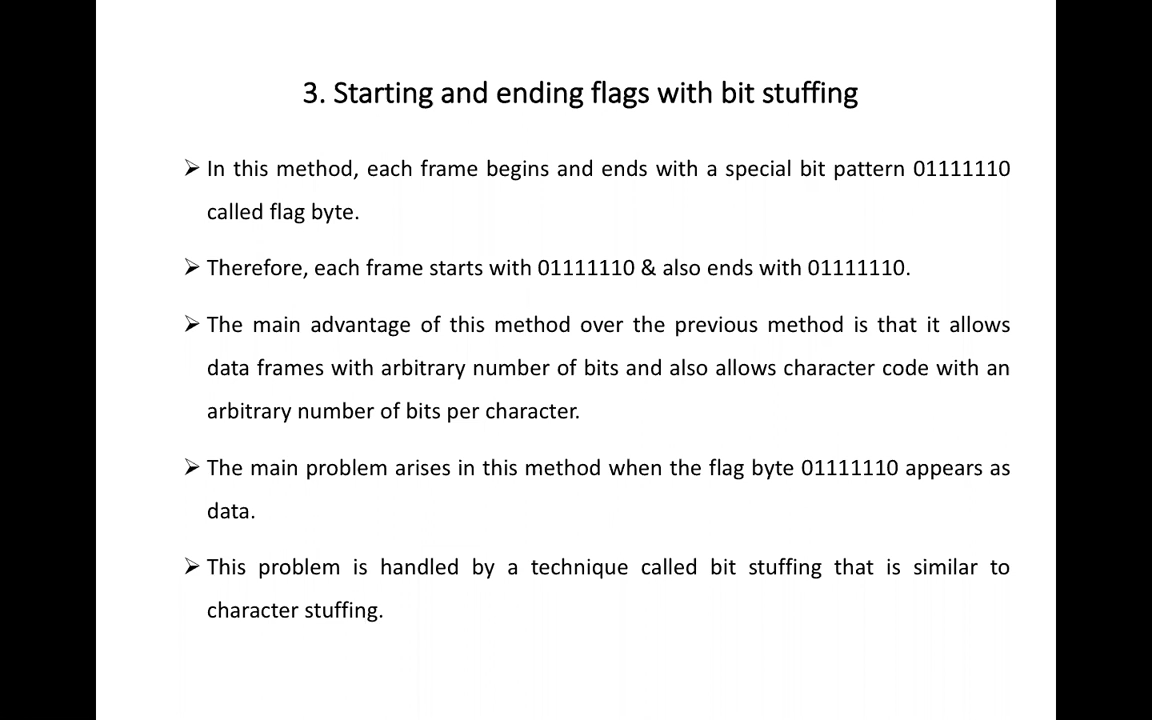 3. Starting and ending flags with bit stuffing
➢ In this method, each frame begins and ends with a special bit pattern 01111110
called flag byte.
➢ Therefore, each frame starts with 01111110 & also ends with 01111110.
➢ The main advantage of this method over the previous method is that it allows
data frames with arbitrary number of bits and also allows character code with an
arbitrary number of bits per character.
➢ The main problem arises in this method when the flag byte 01111110 appears as
data.
➢ This problem is handled by a technique called bit stuffing that is similar to
character stuffing.